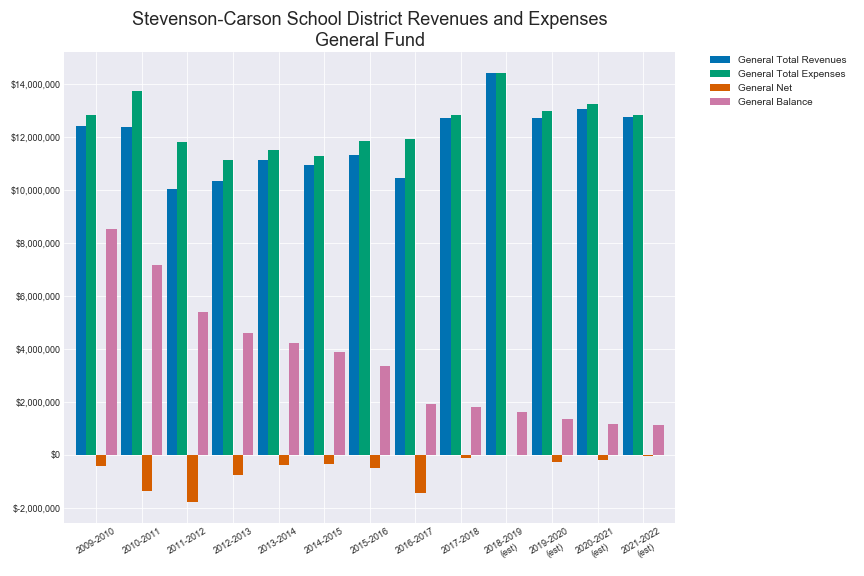 Stevenson-Carson School District Revenues and Expenses
General Fund
General Total Revenues
General Total Expenses
General Net
General Balance
$14,000,000
$12,000,000
$10,000,000
$8,000,000
$6,000,000
$4,000,000
$2,000,000
$0
$-2,000,000
2009-2010
2010-2011
2011-2012
2012-2013
2013-2014
2014-2015
2015-2016
2016-2017
2017-2018
2018-2019
(est)
2019-2020
(est)
2020-2021
(est)
2021-2022
(est)